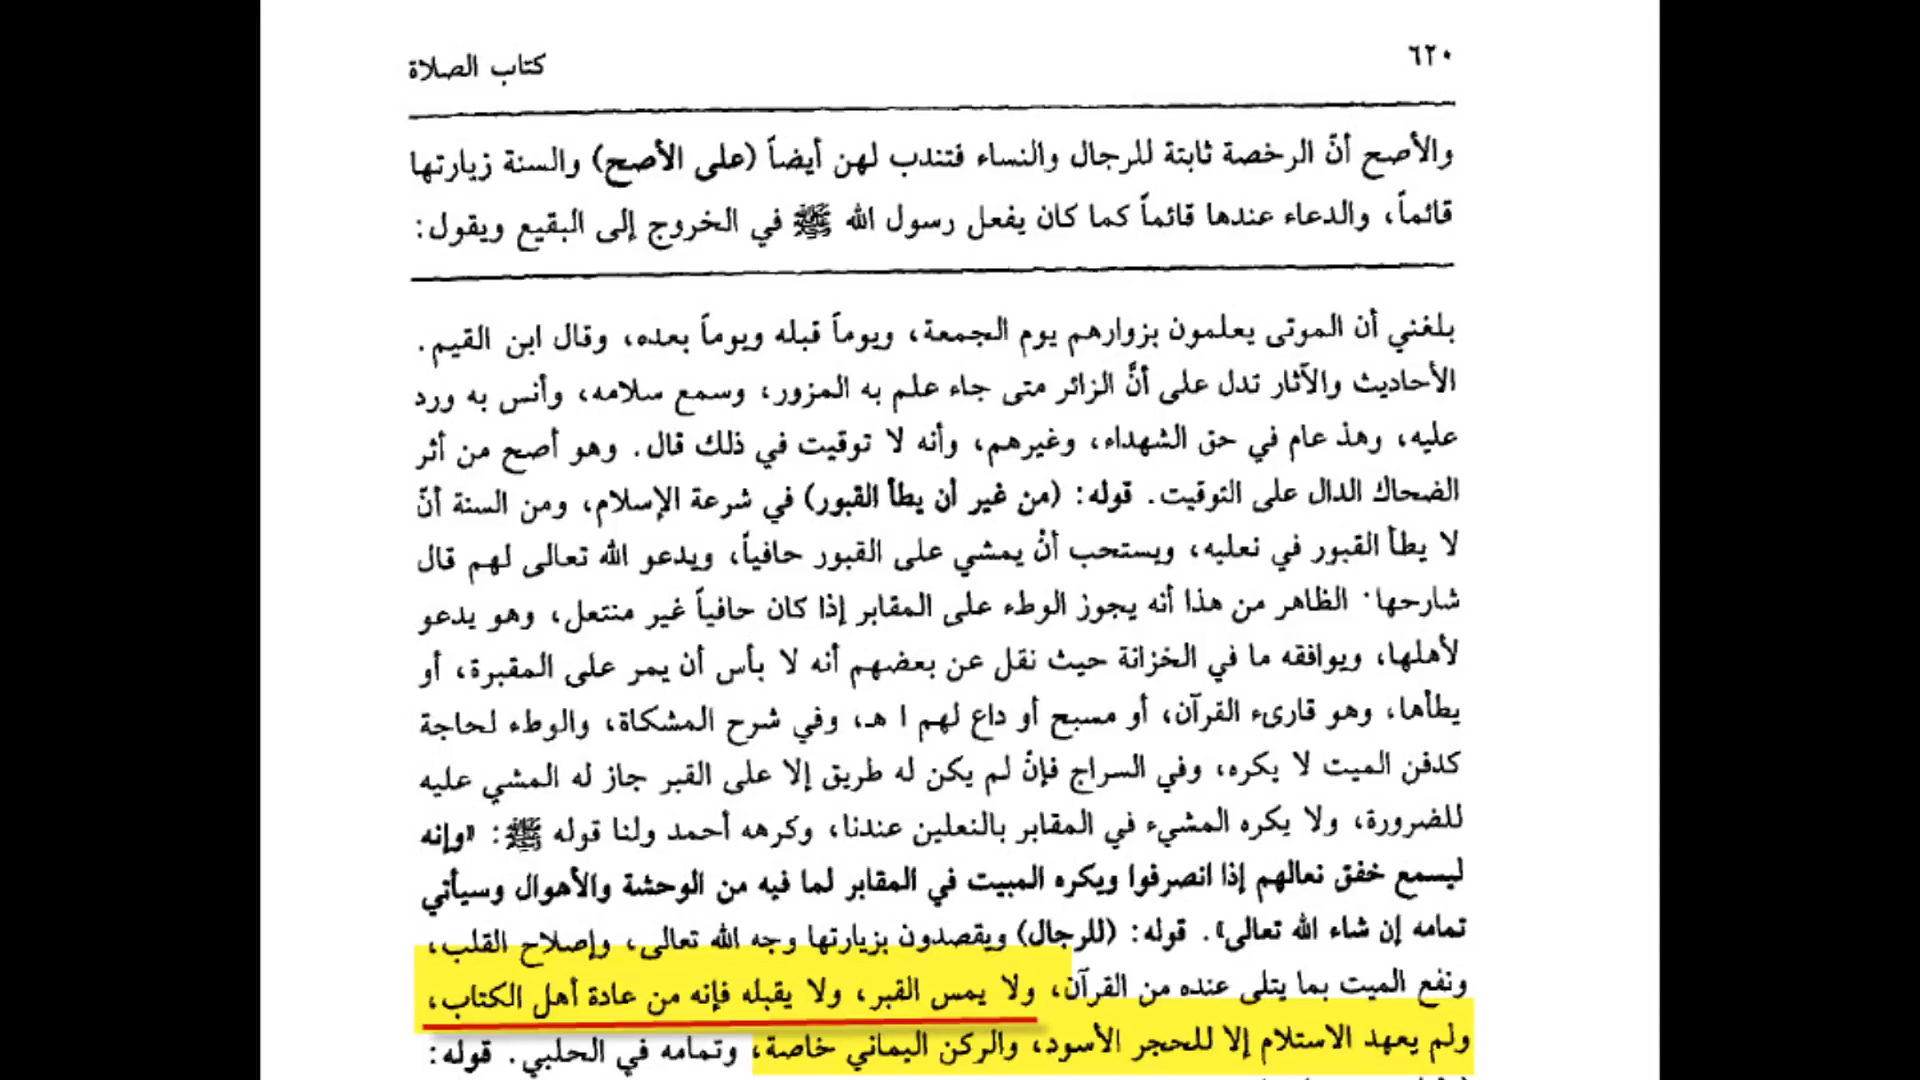 ٦٢٠
كتاب الصلاة
والأصح أنّ الرخصة ثابتة للرجال والنساء فتندب لهن أيضاً (على الأصح) والسنة زيارتها
قائماً، والدعاء عندها قائماً كما كان يفعل رسول الله ﷺ في الخروج إلى البقيع ويقول:
بلغني أن الموتى يعلمون بزوارهم يوم الجمعة، ويوماً قبله ويوماً بعده، وقال ابن القيم.
الأحاديث والآثار تدل على أنَّ الزائر متى جاء علم به المزور، وسمع سلامه، وأنس به ورد
عليه، وهذ عام في حق الشهداء، وغيرهم، وأنه لا توقيت في ذلك قال. وهو أصح من أثر
الضحاك الدال على التوقيت. قوله: (من غير أن يطأ القبور) في شرعة الإسلام، ومن السنة أنّ
لا يطأ القبور في نعليه، ويستحب أنْ يمشي على القبور حافياً، ويدعو الله تعالى لهم قال
شارحها· الظاهر من هذا أنه يجوز الوطء على المقابر إذا كان حافياً غير منتعل، وهو يدعو
لأهلها، ويوافقه ما في الخزانة حيث نقل عن بعضهم أنه لا بأس أن يمر على المقبرة، أو
يطأها، وهو قارىء القرآن، أو مسبح أو داع لهم ا هـ، وفي شرح المشكاة، والوطء لحاجة
كدفن الميت لا يكره، وفي السراج فإنْ لم يكن له طريق إلا على القبر جاز له المشي عليه
للضرورة، ولا يكره المشيء في المقابر بالنعلين عندنا، وكرهه أحمد ولنا قوله ﷺ: «وإنه
ليسمع خفق نعالهم إذا انصرفوا ويكره المبيت في المقابر لما فيه من الوحشة والأهوال وسيأتي
تمامه إن شاء الله تعالى». قوله: (للرجال) ويقصدون بزيارتها وجه الله تعالى، وإصلاح القلب،
ونفع الميت بما يتلى عنده من القرآن، ولا يمس القبر، ولا يقبله فإنه من عادة أهل الكتاب،
ولم يعهد الاستلام إلا للحجر الأسود، والركن اليماني خاصة، وتمامه في الحلبي. قوله: